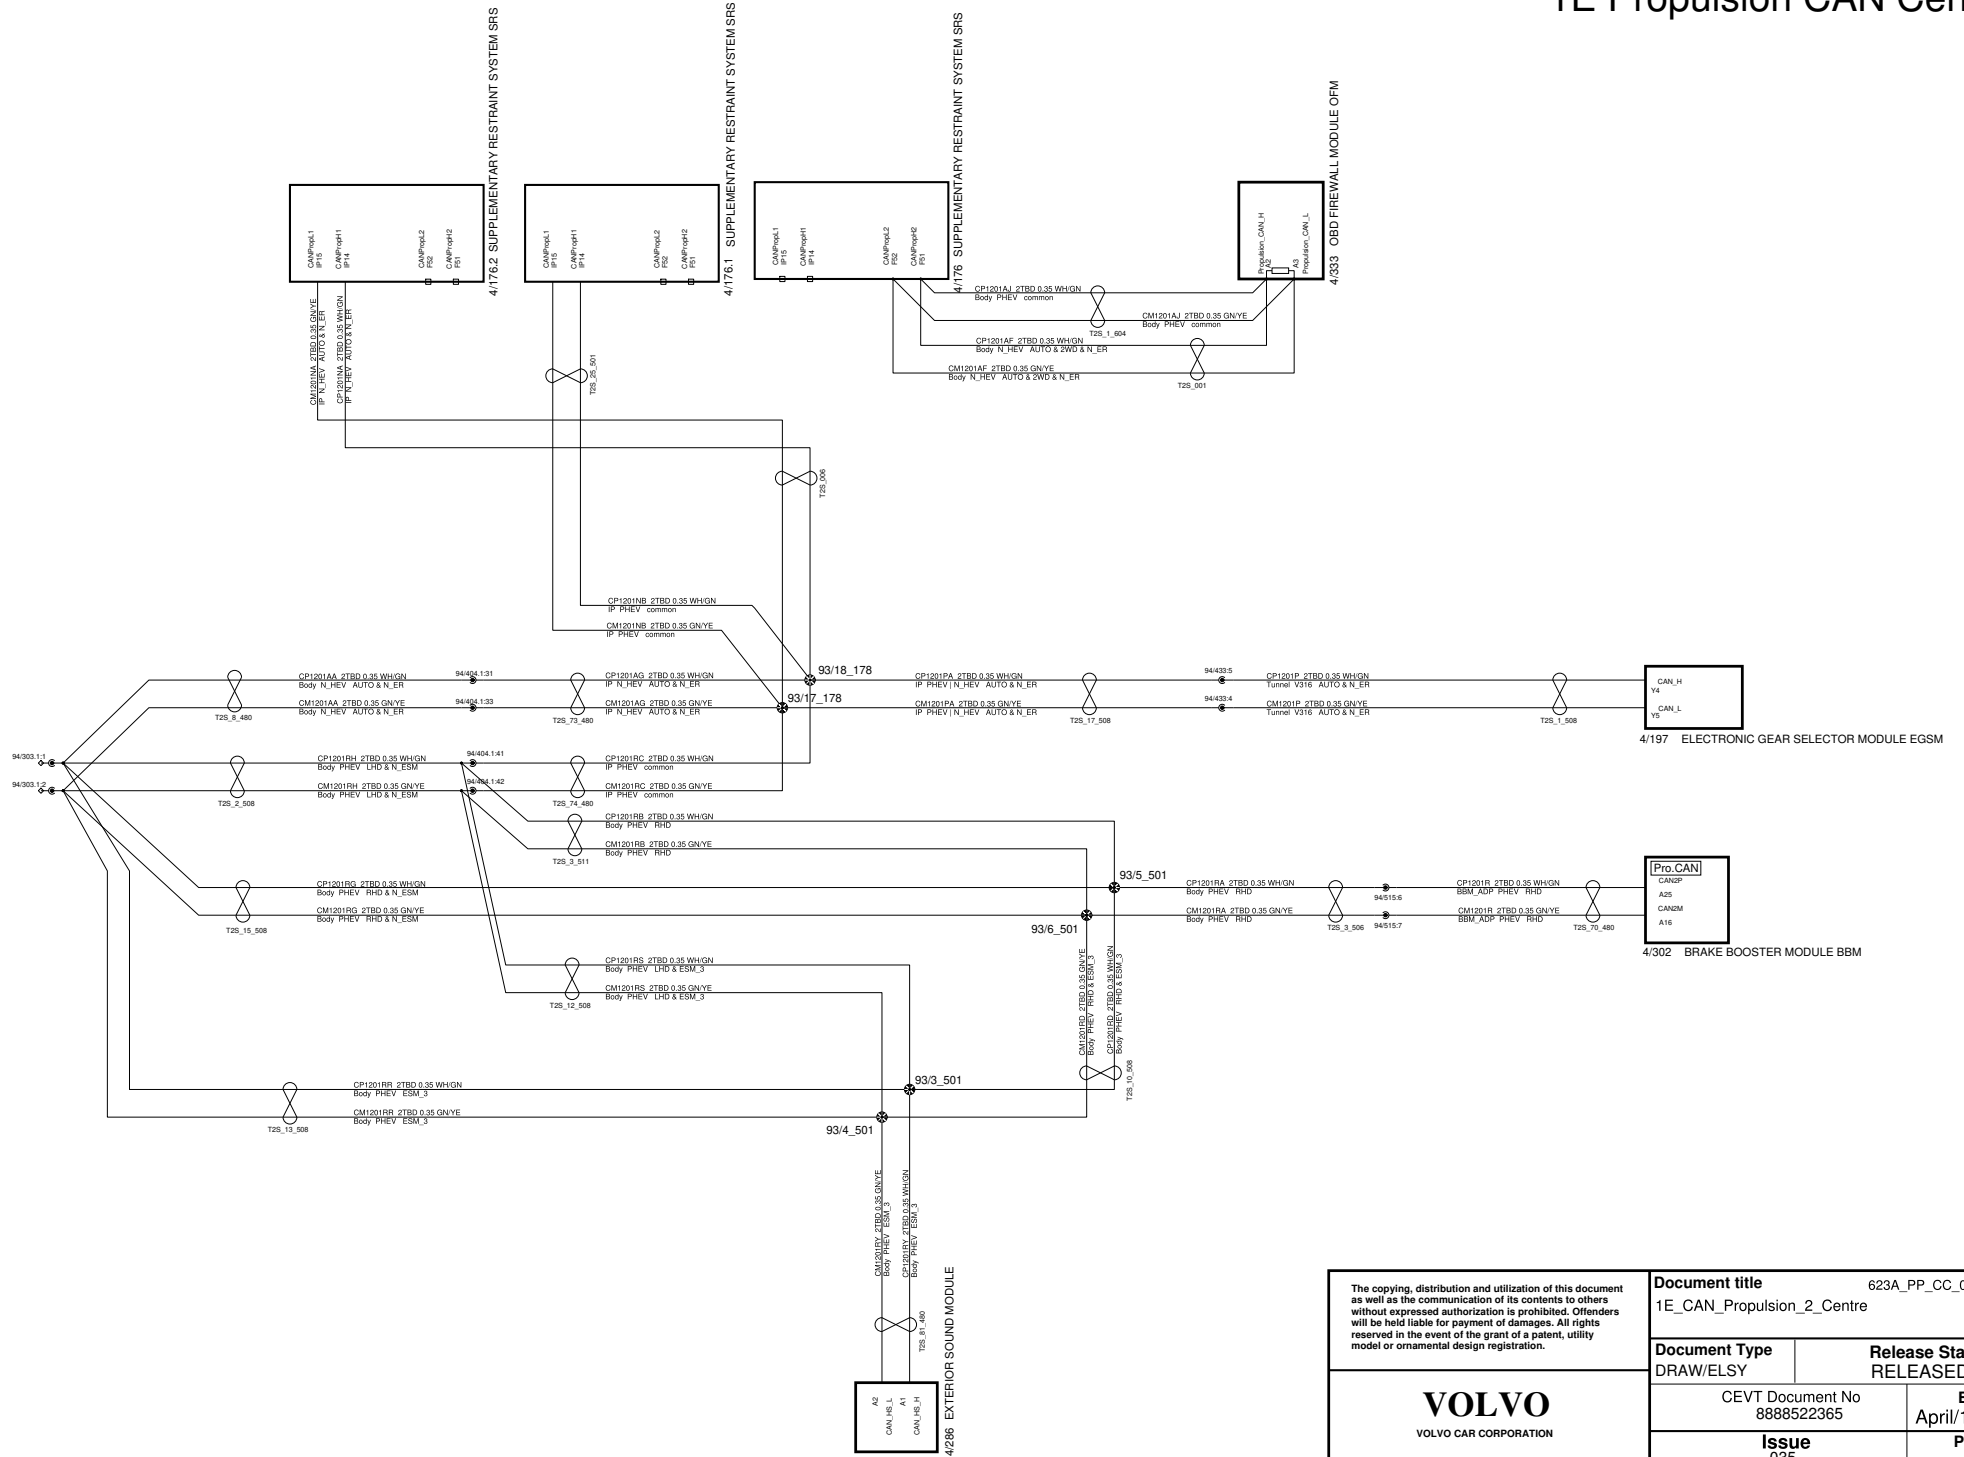 1E Propulsion CAN Cen
4/176.2 SUPPLEMENTARY RESTRAINT SYSTEM SRS
CANPropL1
IP15
CANPropH1
IP14
CANPropL2
F52
CANPropH2
F51
4/176.1 SUPPLEMENTARY RESTRAINT SYSTEM SRS
CANPropL1
IP15
CANPropH1
IP14
CANPropL2
F52
CANPropH2
F51
4/176 SUPPLEMENTARY RESTRAINT SYSTEM SRS
CANPropL1
IP15
CANPropH1
IP14
CANPropL2
F52
CANPropH2
F51
4/333 OBD FIREWALL MODULE OFM
Propulsion_CAN_H
A2
A3
Propulsion_CAN_L
CP1201AJ 2TBD 0.35 WH/GN
Body PHEV common
CM1201AJ 2TBD 0.35 GN/YE
Body PHEV common
T2S_1_604
CP1201AF 2TBD 0.35 WH/GN
Body N_HEV AUTO & 2WD & N_ER
CM1201AF 2TBD 0.35 GN/YE
Body N_HEV AUTO & 2WD & N_ER
T2S_001
CM1201NA 2TBD 0.35 GN/YE
IP N_HEV AUTO & N_ER
CP1201NA 2TBD 0.35 WH/GN
IP N_HEV AUTO & N_ER
T2S_25_501
T2S_006
CP1201NB 2TBD 0.35 WH/GN
IP PHEV common
CM1201NB 2TBD 0.35 GN/YE
IP PHEV common
93/18_178
93/17_178
CP1201AA 2TBD 0.35 WH/GN
Body N_HEV AUTO & N_ER
94/404.1:31
CP1201AG 2TBD 0.35 WH/GN
IP N_HEV AUTO & N_ER
CP1201PA 2TBD 0.35 WH/GN
IP PHEV | N_HEV AUTO & N_ER
94/433:5
CP1201P 2TBD 0.35 WH/GN
Tunnel V316 AUTO & N_ER
CAN_H
Y4
CM1201AA 2TBD 0.35 GN/YE
Body N_HEV AUTO & N_ER
94/404.1:33
CM1201AG 2TBD 0.35 GN/YE
IP N_HEV AUTO & N_ER
CM1201PA 2TBD 0.35 GN/YE
IP PHEV | N_HEV AUTO & N_ER
94/433:4
CM1201P 2TBD 0.35 GN/YE
Tunnel V316 AUTO & N_ER
CAN_L
Y5
T2S_8_480
T2S_73_480
T2S_17_508
T2S_1_508
4/197 ELECTRONIC GEAR SELECTOR MODULE EGSM
94/303.1:1
94/303.1:2
CP1201RH 2TBD 0.35 WH/GN
Body PHEV LHD & N_ESM
94/404.1:41
CP1201RC 2TBD 0.35 WH/GN
IP PHEV common
CM1201RH 2TBD 0.35 GN/YE
Body PHEV LHD & N_ESM
94/404.1:42
CM1201RC 2TBD 0.35 GN/YE
IP PHEV common
T2S_2_508
T2S_74_480
CP1201RB 2TBD 0.35 WH/GN
Body PHEV RHD
CM1201RB 2TBD 0.35 GN/YE
Body PHEV RHD
T2S_3_511
93/5_501
93/6_501
CP1201RG 2TBD 0.35 WH/GN
Body PHEV RHD & N_ESM
CM1201RG 2TBD 0.35 GN/YE
Body PHEV RHD & N_ESM
T2S_15_508
CP1201RA 2TBD 0.35 WH/GN
Body PHEV RHD
94/515:6
CP1201R 2TBD 0.35 WH/GN
BBM_ADP PHEV RHD
CM1201RA 2TBD 0.35 GN/YE
Body PHEV RHD
T2S_3_506
94/515:7
CM1201R 2TBD 0.35 GN/YE
BBM_ADP PHEV RHD
T2S_70_480
Pro.CAN
CAN2P
A25
CAN2M
A16
4/302 BRAKE BOOSTER MODULE BBM
CP1201RS 2TBD 0.35 WH/GN
Body PHEV LHD & ESM_3
CM1201RS 2TBD 0.35 GN/YE
Body PHEV LHD & ESM_3
T2S_12_508
CM1201RD 2TBD 0.35 GN/YE
Body PHEV RHD & ESM_3
CP1201RD 2TBD 0.35 WH/GN
Body PHEV RHD & ESM_3
T2S_10_508
CP1201RR 2TBD 0.35 WH/GN
Body PHEV ESM_3
CM1201RR 2TBD 0.35 GN/YE
Body PHEV ESM_3
T2S_13_508
93/3_501
93/4_501
CM1201RY 2TBD 0.35 GN/YE
Body PHEV ESM_3
CP1201RY 2TBD 0.35 WH/GN
Body PHEV ESM_3
T2S_81_480
A2
CAN_HS_L
A1
CAN_HS_H
4/286 EXTERIOR SOUND MODULE
The copying, distribution and utilization of this document
as well as the communication of its contents to others
without expressed authorization is prohibited. Offenders
will be held liable for payment of damages. All rights
reserved in the event of the grant of a patent, utility
model or ornamental design registration.
VOLVO
VOLVO CAR CORPORATION
Document title
623A_PP_CC_0
1E_CAN_Propulsion_2_Centre
Document Type
DRAW/ELSY
Release Sta
RELEASED
CEVT Document No
8888522365
April/1
Issue